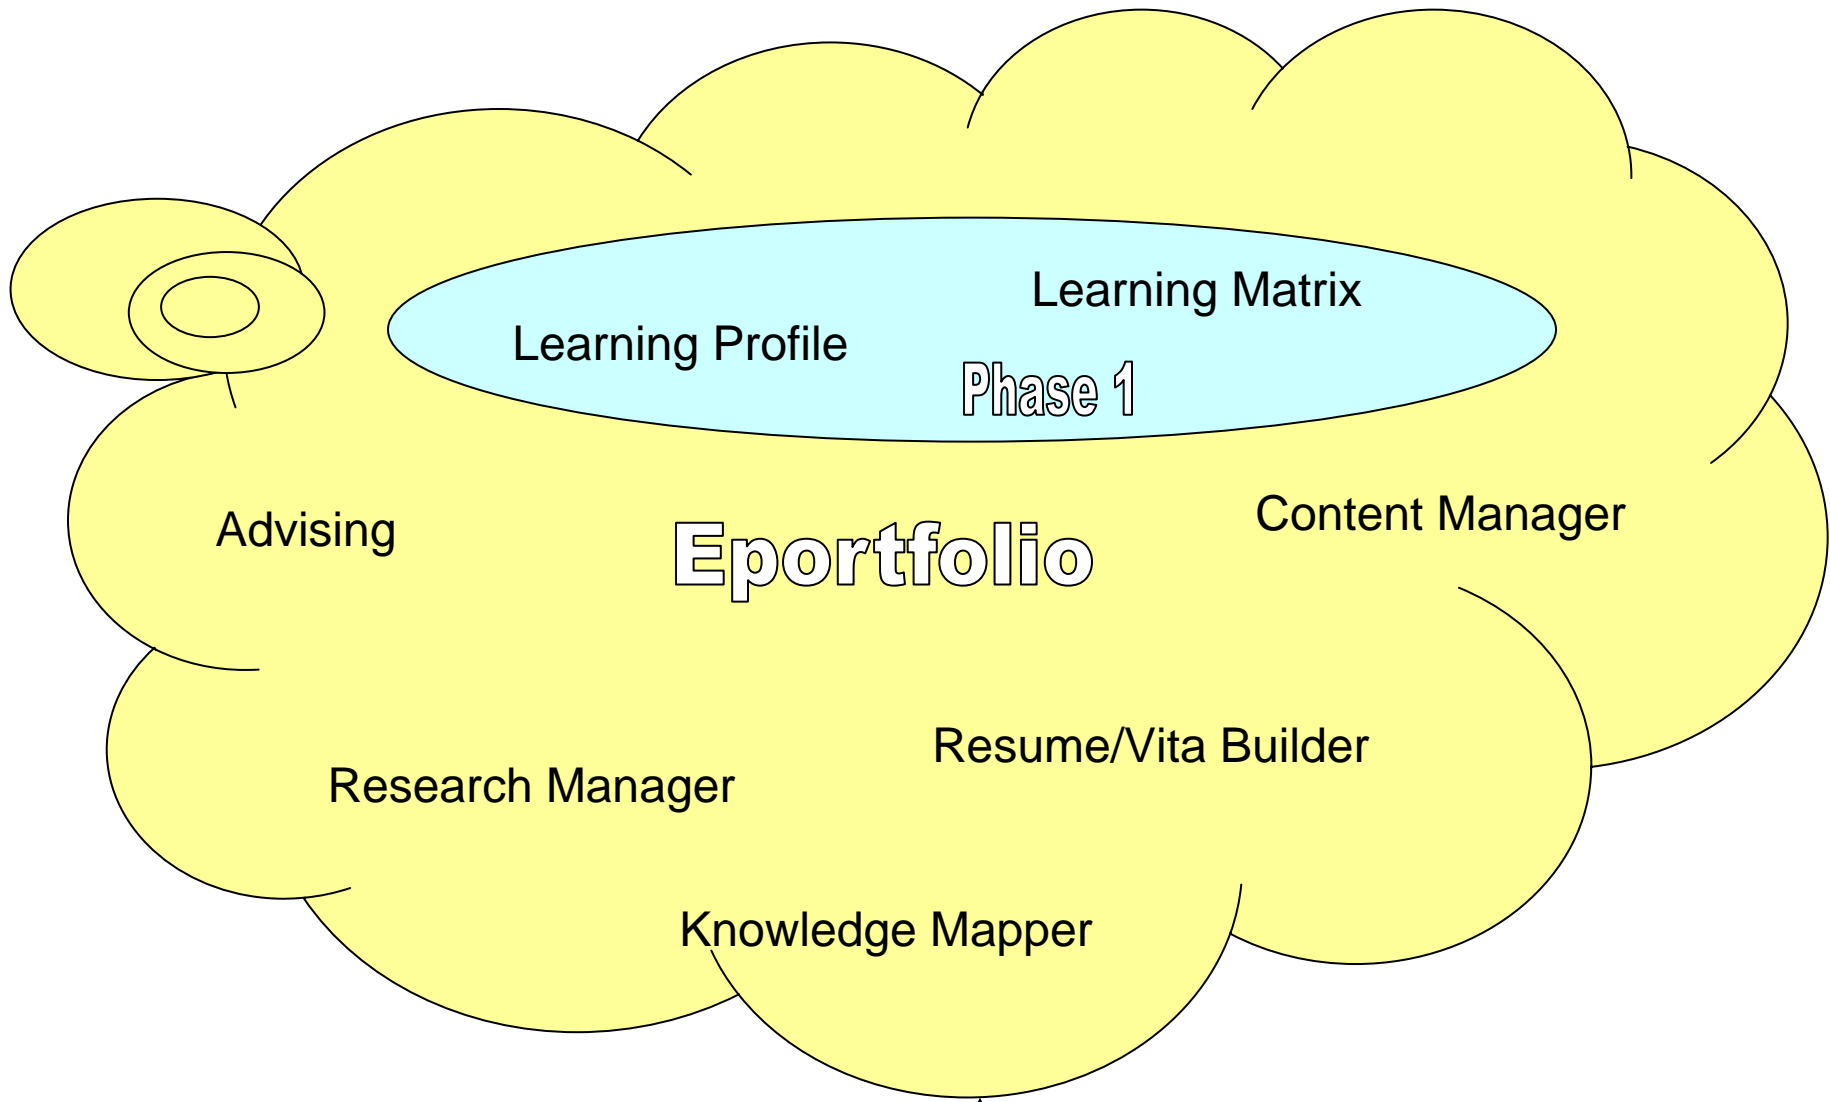 Learning Matrix
Learning Profile
Phase 1
Content Manager
Advising
Eportfolio
Resume/Vita Builder
Research Manager
Knowledge Mapper